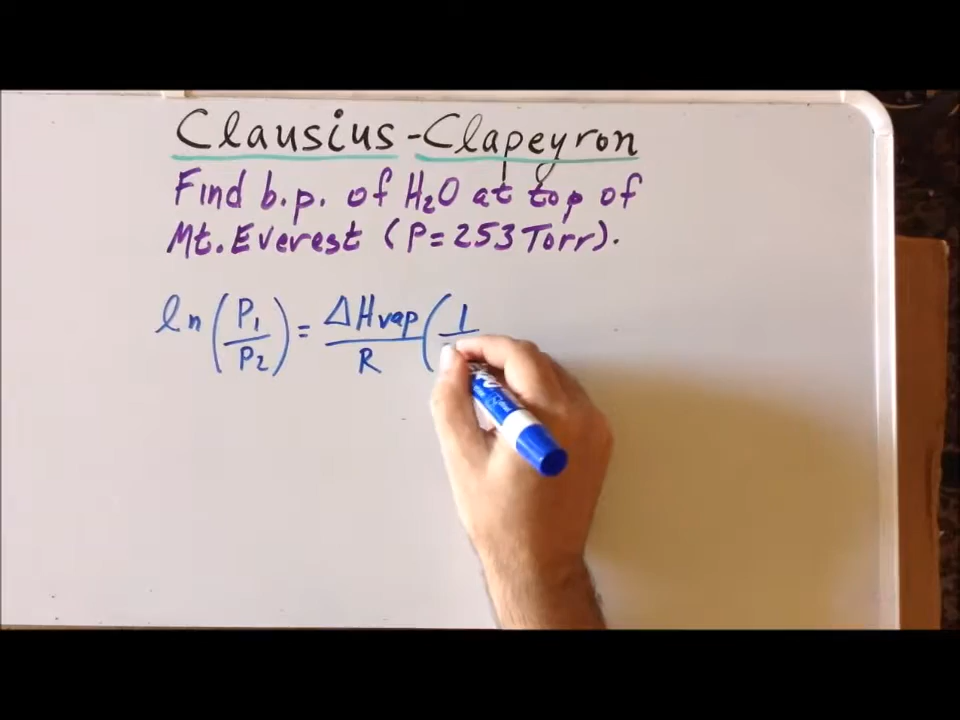 Clausius-Clapeyron
Find b.p. of H₂O at top of
Mt. Everest (P=253 Torr).
ln(P₁/P₂) = ΔHvap/R (1